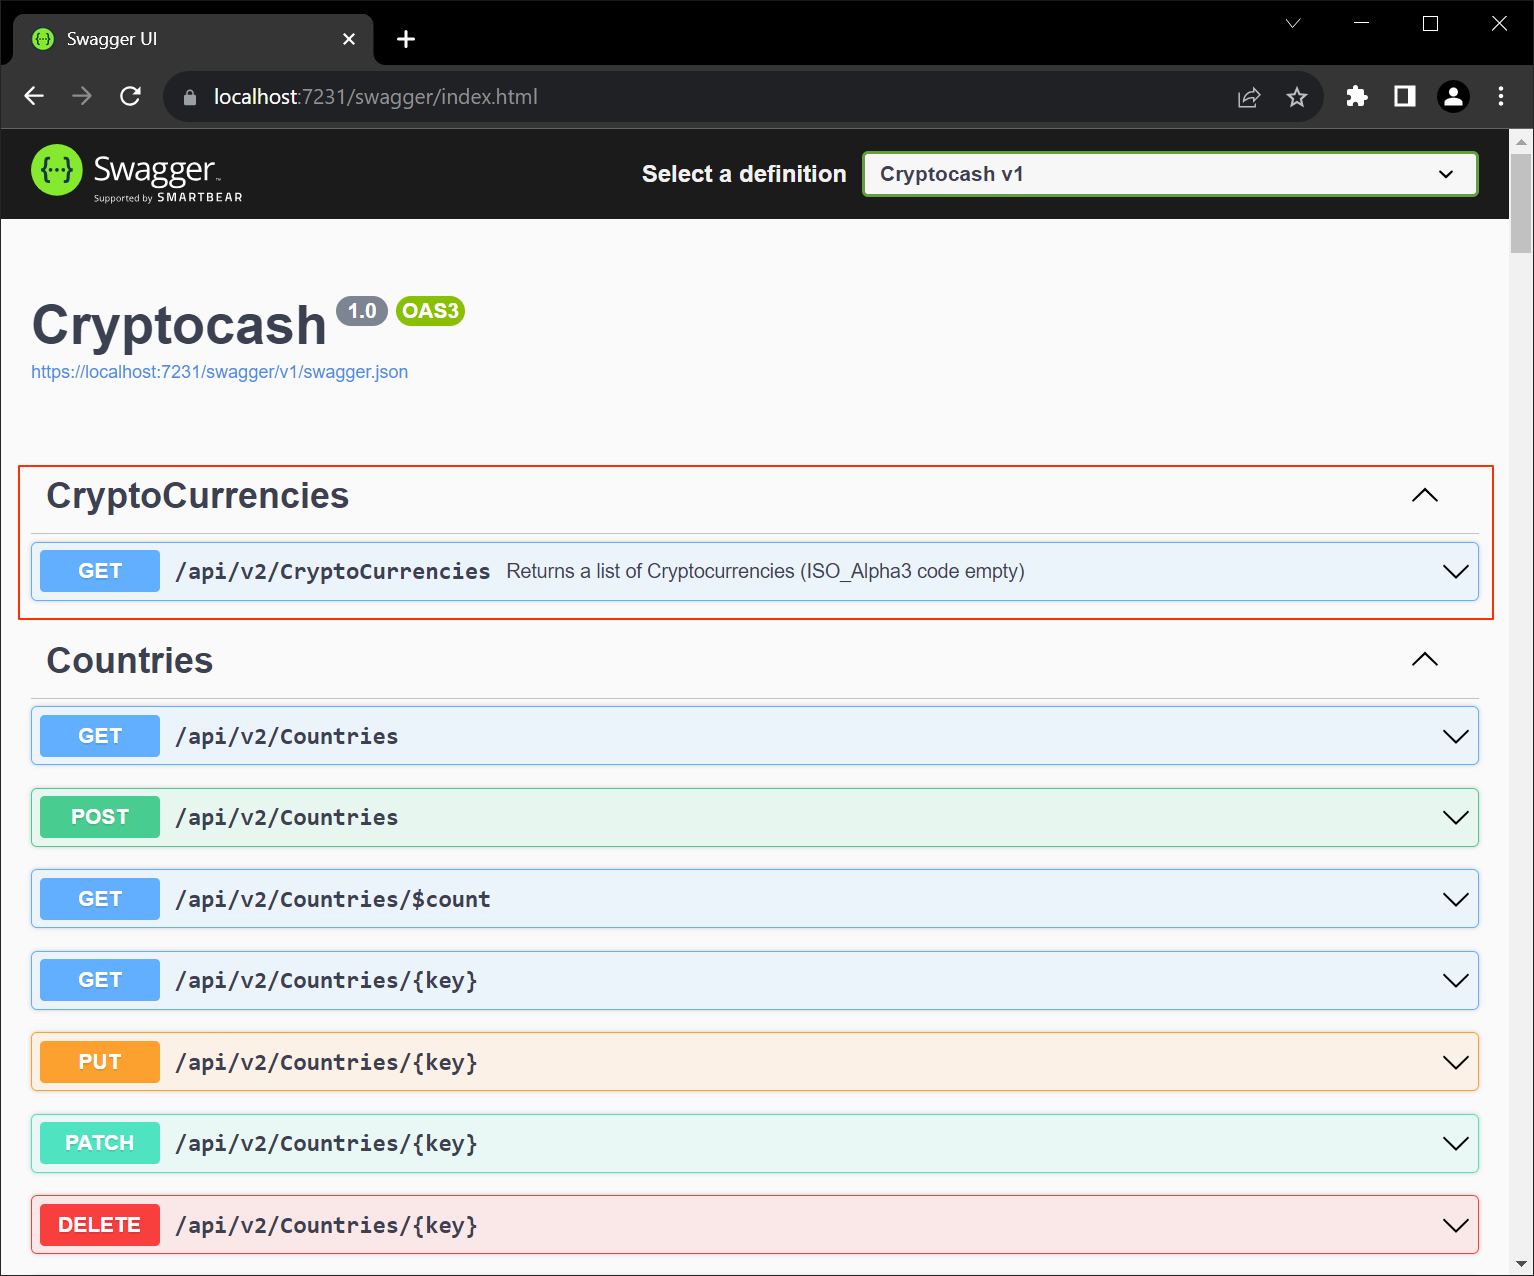 Swagger UI
localhost:7231/swagger/index.html
{···} Swagger™
Supported by SMARTBEAR
Select a definition
Cryptocash v1
Cryptocash 1.0 OAS3
https://localhost:7231/swagger/v1/swagger.json
CryptoCurrencies
GET /api/v2/CryptoCurrencies Returns a list of Cryptocurrencies (ISO_Alpha3 code empty)
Countries
GET /api/v2/Countries
POST /api/v2/Countries
GET /api/v2/Countries/$count
GET /api/v2/Countries/{key}
PUT /api/v2/Countries/{key}
PATCH /api/v2/Countries/{key}
DELETE /api/v2/Countries/{key}